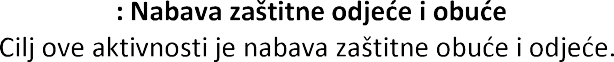 : Nabava zaštitne odjeće i obuće
Cilj ove aktivnosti je nabava zaštitne obuće i odjeće.